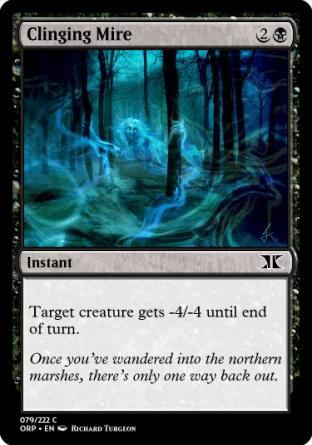 Clinging Mire 2
Instant
Target creature gets -4/-4 until end
of turn.
Once you've wandered into the northern
marshes, there's only one way back out.
079/222 C
ORP • EN Richard Turgeon